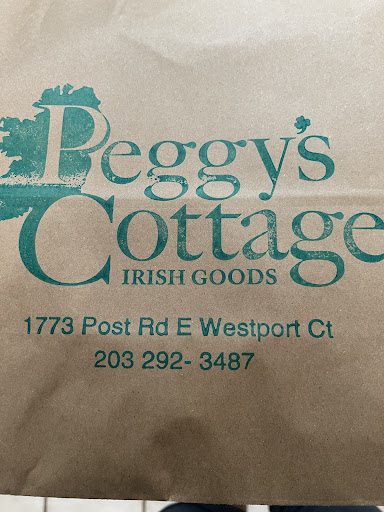 Peggy's
Cottage
IRISH GOODS
1773 Post Rd E Westport Ct
203 292- 3487